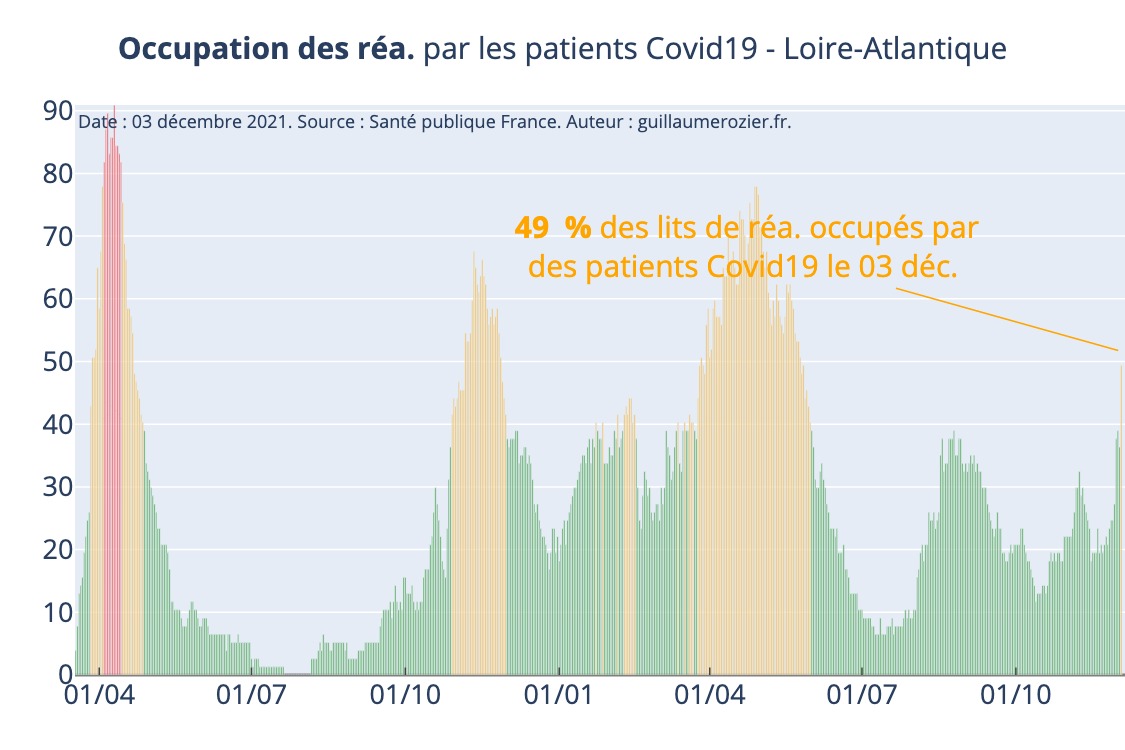 Occupation des réa. par les patients Covid19 - Loire-Atlantique
90
Date : 03 décembre 2021. Source : Santé publique France. Auteur : guillaumerozier.fr.
80
70
49 % des lits de réa. occupés par
des patients Covid19 le 03 déc.
60
50
40
30
20
10
0
01/04 01/07 01/10 01/01 01/04 01/07 01/10